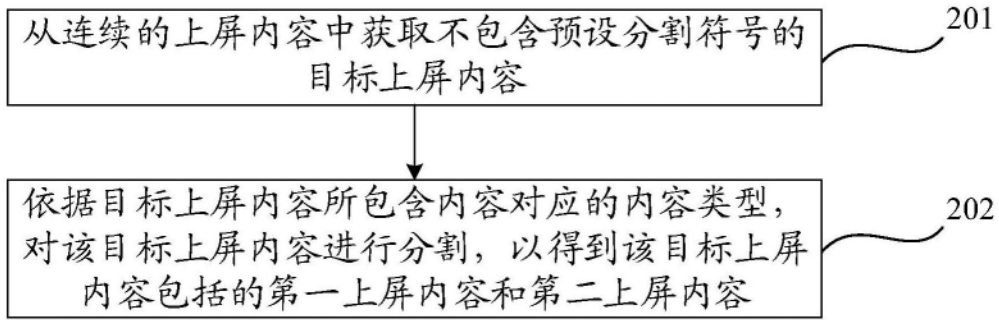 从连续的上屏内容中获取不包含预设分割符号的
目标上屏内容
201
依据目标上屏内容所包含内容对应的内容类型，
对该目标上屏内容进行分割，以得到该目标上屏
内容包括的第一上屏内容和第二上屏内容
202